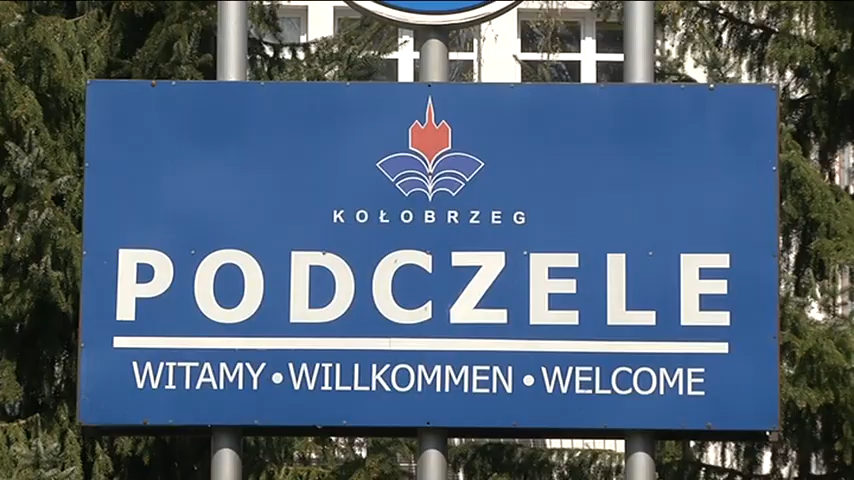 KOŁOBRZEG
PODCZELE
WITAMY • WILLKOMMEN • WELCOME